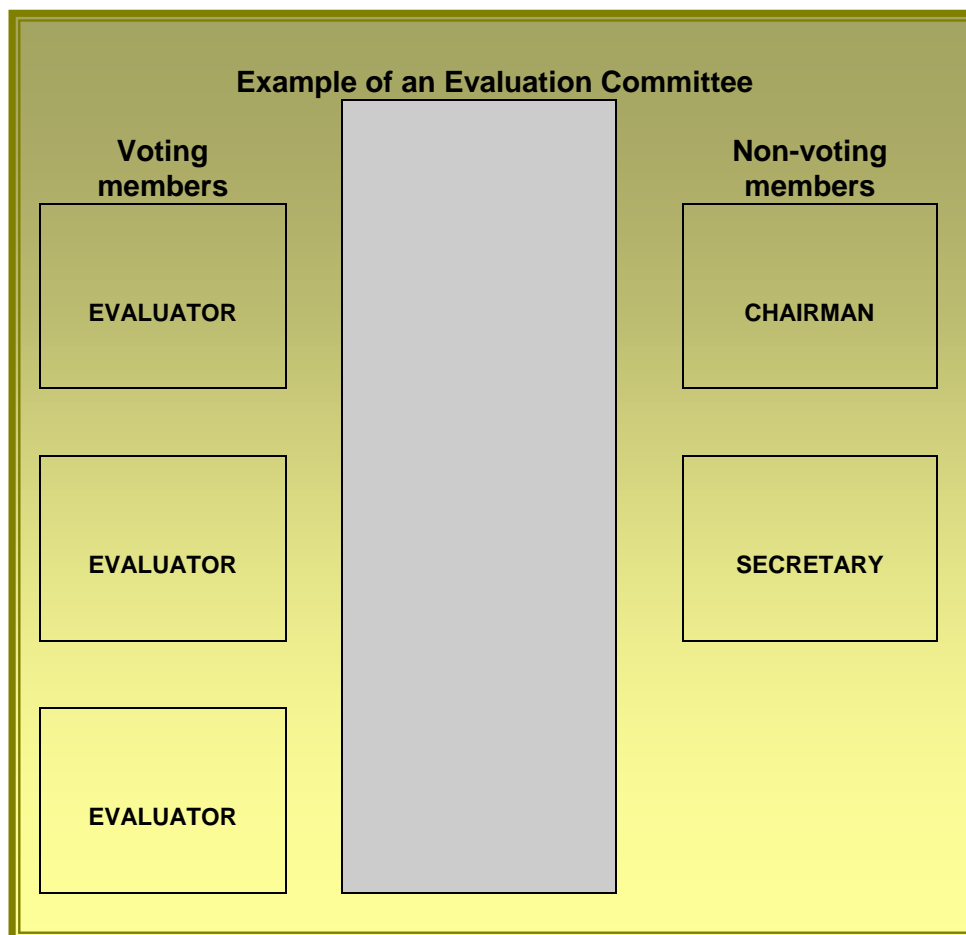 Example of an Evaluation Committee
Voting
members
EVALUATOR
EVALUATOR
EVALUATOR
Non-voting
members
CHAIRMAN
SECRETARY